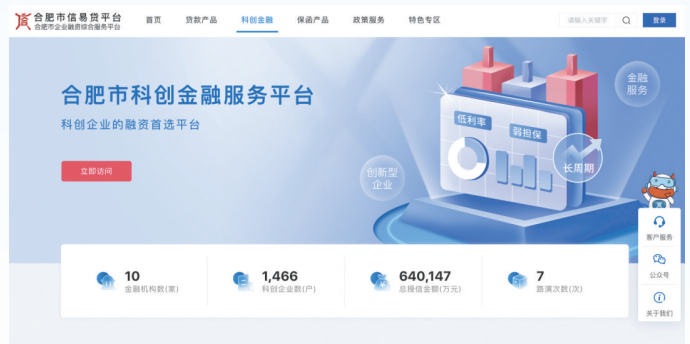 合肥市信易贷平台
合肥市企业融资综合服务平台
首页 贷款产品 科创金融 保函产品 政策服务 特色专区
请输入关键字
登录
合肥市科创金融服务平台
科创企业的融资首选平台
立即访问
金融
服务
低利率
弱担保
长周期
创新型
企业
客户服务
公众号
关于我们
10
金融机构数(家)
1,466
科创企业数(户)
640,147
总授信金额(万元)
7
路演次数(次)